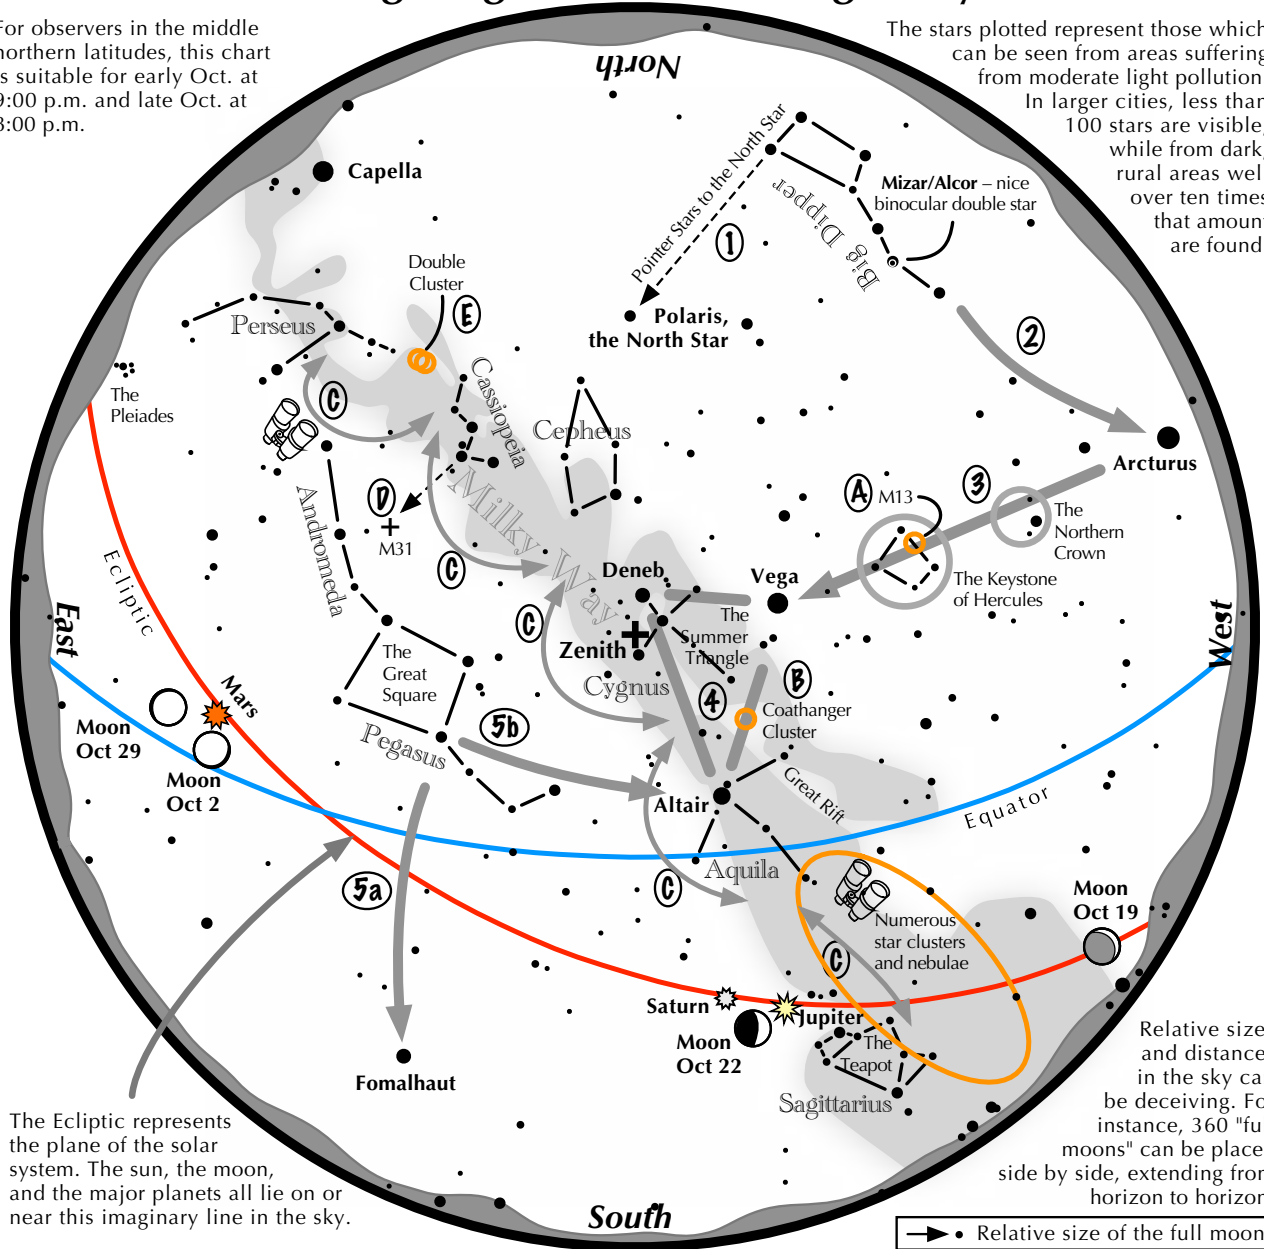 For observers in the middle
northern latitudes, this chart
is suitable for early Oct. at
9:00 p.m. and late Oct. at
8:00 p.m.
The stars plotted represent those which
can be seen from areas suffering
from moderate light pollution.
In larger cities, less than
100 stars are visible,
while from dark,
rural areas well
over ten times
that amount
are found.
North
Capella
Pointer Stars to the North Star
1
Big Dipper
Mizar/Alcor – nice
binocular double star
Double
Cluster
E
Perseus
Polaris,
the North Star
2
The
Pleiades
C
Cassiopeia
Cepheus
Arcturus
Andromeda
D
M31
Milky Way
A
M13
3
The
Northern
Crown
C
Ecliptic
Deneb
Vega
The Keystone
of Hercules
East
C
The
Summer
Triangle
West
Zenith
The
Great
Square
Cygnus
Mars
4
B
Coathanger
Cluster
Moon
Oct 29
Pegasus
5b
Moon
Oct 2
Altair
Great Rift
Equator
Aquila
5a
C
Moon
Oct 19
Numerous
star clusters
and nebulae
C
Saturn
Jupiter
Moon
Oct 22
The
Teapot
Fomalhaut
Sagittarius
The Ecliptic represents
the plane of the solar
system. The sun, the moon,
and the major planets all lie on or
near this imaginary line in the sky.
Relative size
and distance
in the sky ca
be deceiving. Fo
instance, 360 "fu
moons" can be place
side by side, extending from
horizon to horizon
South
Relative size of the full moon